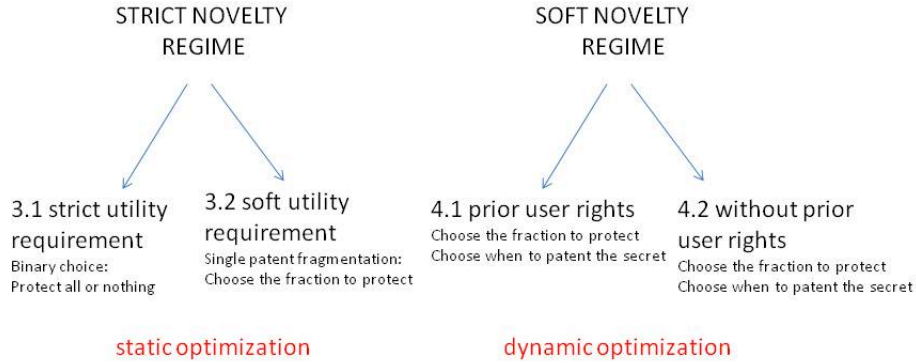 STRICT NOVELTY
REGIME
SOFT NOVELTY
REGIME
3.1 strict utility
requirement
Binary choice:
Protect all or nothing
3.2 soft utility
requirement
Single patent fragmentation:
Choose the fraction to protect
4.1 prior user rights
Choose the fraction to protect
Choose when to patent the secret
4.2 without prior
user rights
Choose the fraction to protect
Choose when to patent the secret
static optimization
dynamic optimization